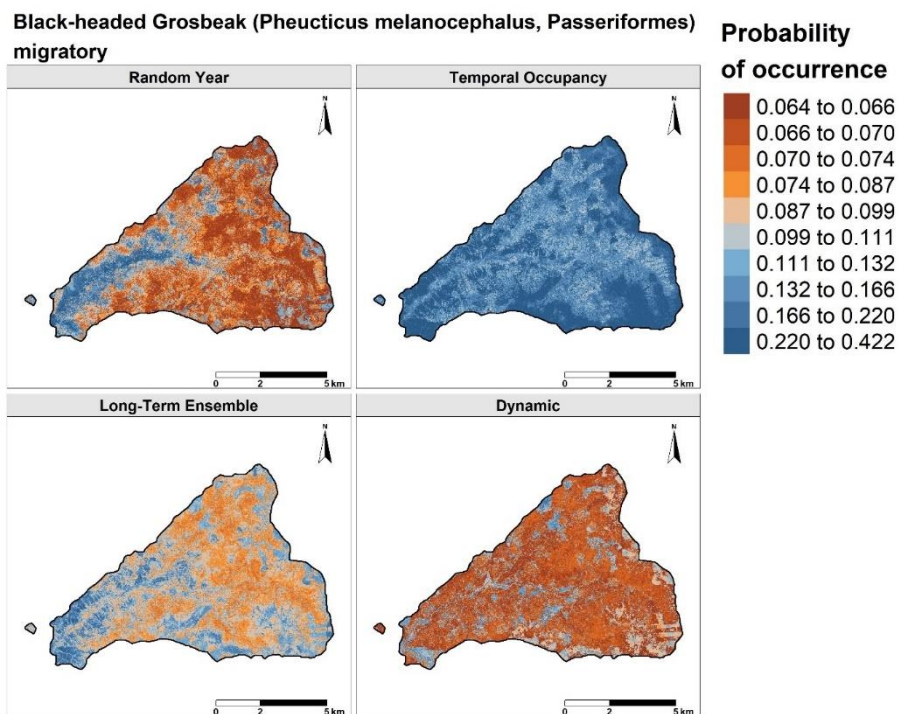 Black-headed Grosbeak (Pheucticus melanocephalus, Passeriformes)
migratory
Probability
of occurrence
0.064 to 0.066
0.066 to 0.070
0.070 to 0.074
0.074 to 0.087
0.087 to 0.099
0.099 to 0.111
0.111 to 0.132
0.132 to 0.166
0.166 to 0.220
0.220 to 0.422
Random Year
N
0 2 5 km
Temporal Occupancy
N
0 2 5 km
Long-Term Ensemble
N
0 2 5 km
Dynamic
N
0 2 5 km